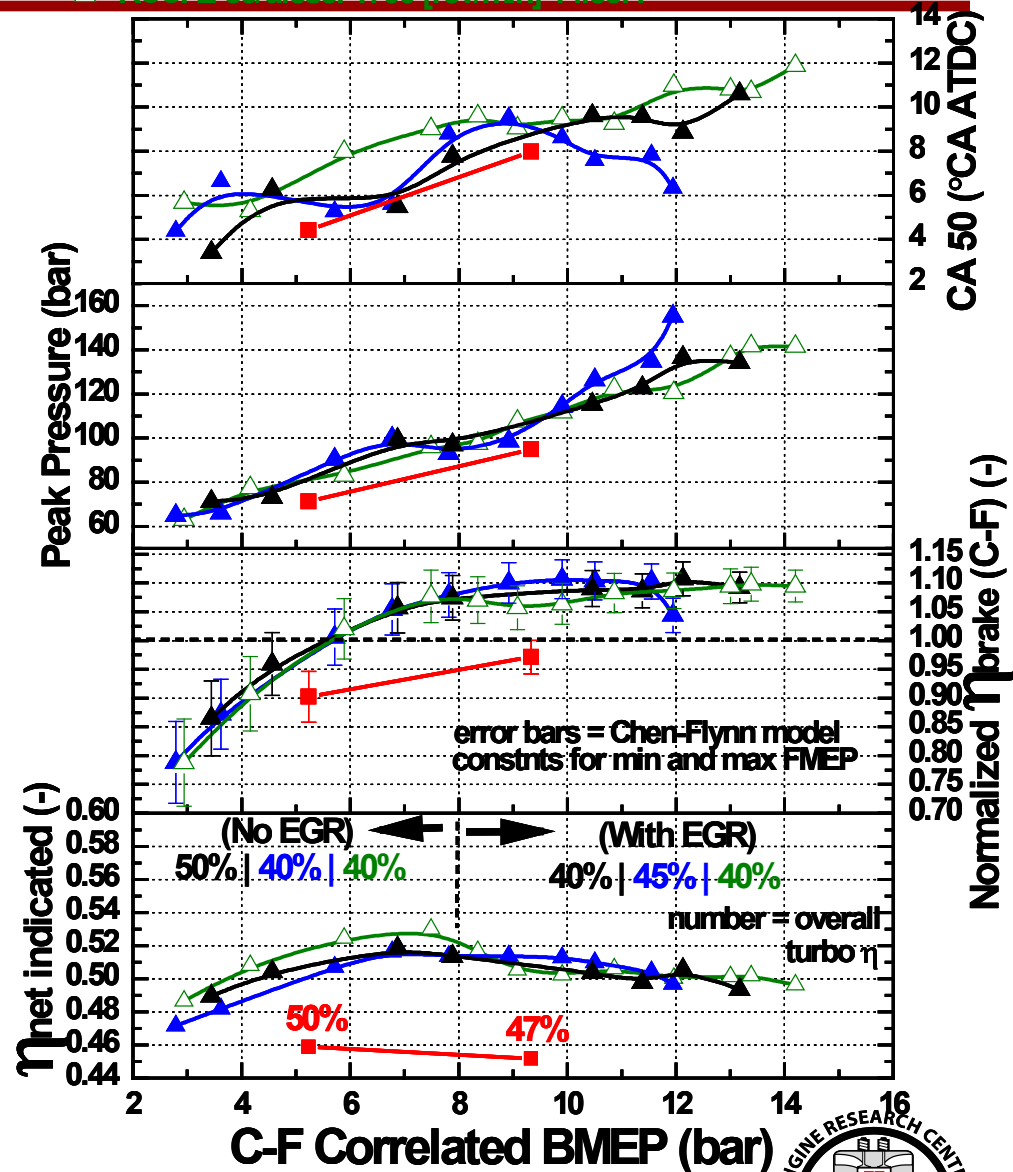 14
12
10
8
6
4
2
CA 50 (ºCA ATDC)
160
140
120
100
80
60
Peak Pressure (bar)
1.15
1.10
1.05
1.00
0.95
0.90
0.85
0.80
0.75
0.70
Normalized ηbrake (C-F) (-)
error bars = Chen-Flynn model
constnts for min and max FMEP
0.60
0.58
0.56
0.54
0.52
0.50
0.48
0.46
0.44
ηnet indicated (-)
(No EGR)
(With EGR)
50% | 40% | 40%
40% | 45% | 40%
number = overall
turbo η
50%
47%
2 4 6 8 10 12 14 16
C-F Correlated BMEP (bar)
RESEARCH